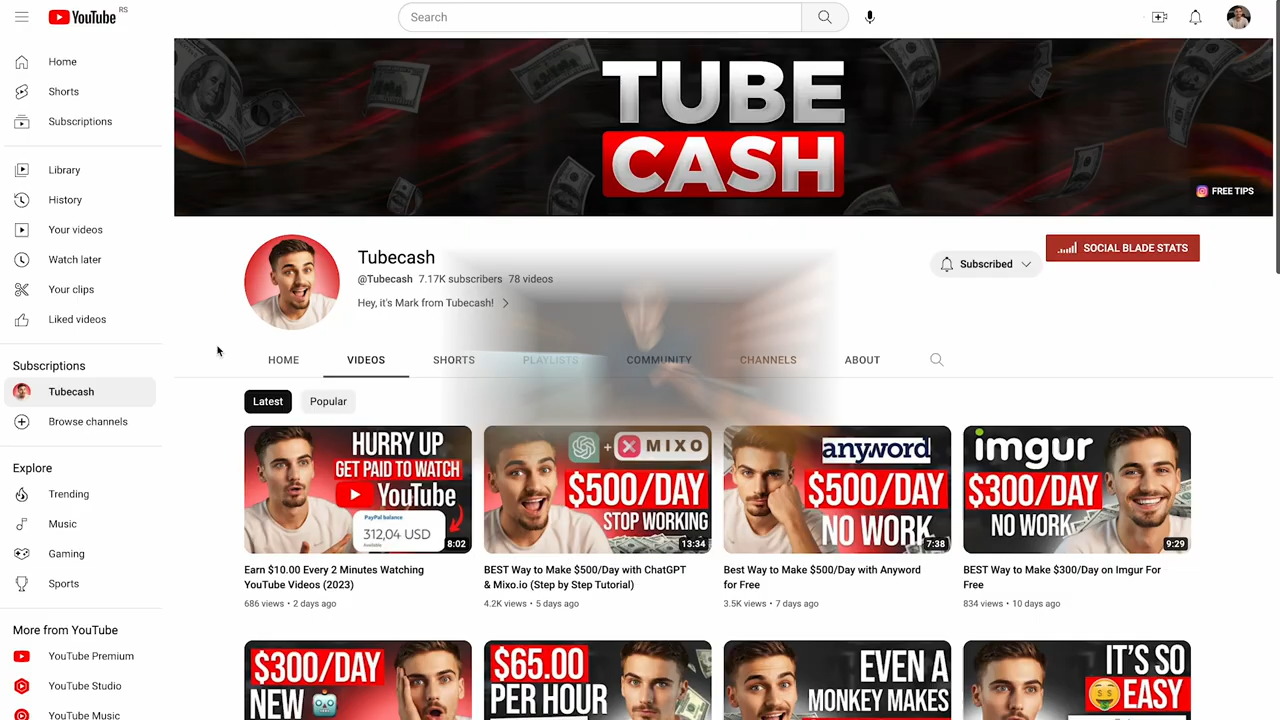 YouTube RS
Search
Home
Shorts
Subscriptions
Library
History
Your videos
Watch later
Your clips
Liked videos
Subscriptions
Tubecash
Browse channels
Explore
Trending
Music
Gaming
Sports
More from YouTube
YouTube Premium
YouTube Studio
YouTube Music
TUBE
CASH
FREE TIPS
Tubecash
@Tubecash 7.17K subscribers 78 videos
Hey, it's Mark from Tubecash!
Subscribed
SOCIAL BLADE STATS
HOME VIDEOS SHORTS PLAYLISTS COMMUNITY CHANNELS ABOUT
Latest Popular
HURRY UP
GET PAID TO WATCH
YouTube
PayPal balance
312,04 USD
Available
8:02
Earn $10.00 Every 2 Minutes Watching
YouTube Videos (2023)
686 views • 2 days ago
+ MIXO
$500/DAY
STOP WORKING
13:34
BEST Way to Make $500/Day with ChatGPT
& Mixo.io (Step by Step Tutorial)
4.2K views • 5 days ago
anyword
$500/DAY
NO WORK
7:38
Best Way to Make $500/Day with Anyword
for Free
3.5K views • 7 days ago
imgur
$300/DAY
NO WORK
9:29
BEST Way to Make $300/Day on Imgur For
Free
834 views • 10 days ago
$300/DAY
NEW
$65.00
PER HOUR
EVEN A
MONKEY MAKES
IT'S SO
EASY